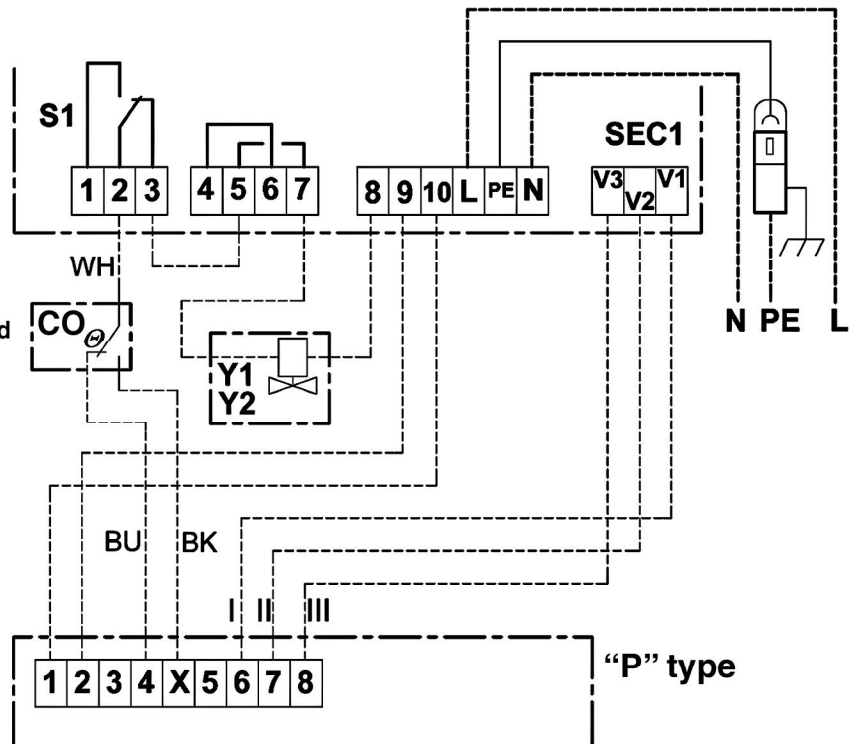 S1
SEC1
1 2 3
4 5 6 7
8 9 10 L PE N
V3 V2 V1
WH
d
CO
Θ
Y1
Y2
N PE L
BU
BK
I II III
1 2 3 4 X 5 6 7 8
“P” type